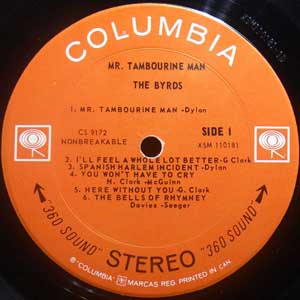 COLUMBIA
MR. TAMBOURINE MAN
THE BYRDS
1. MR. TAMBOURINE MAN -Dylan
CS 9172
NONBREAKABLE
SIDE 1
XSM 110181
2. I'LL FEEL A WHOLE LOT BETTER-G. Clark
3. SPANISH HARLEM INCIDENT-Dylan
4. YOU WON'T HAVE TO CRY
H. Clark -McGuinn
5. HERE WITHOUT YOU-G. Clark
6. THE BELLS OF RHYMNEY
Davies -Seeger
"360 SOUND" STEREO "360 SOUND"
® "COLUMBIA", MARCAS REG. PRINTED IN CAN.